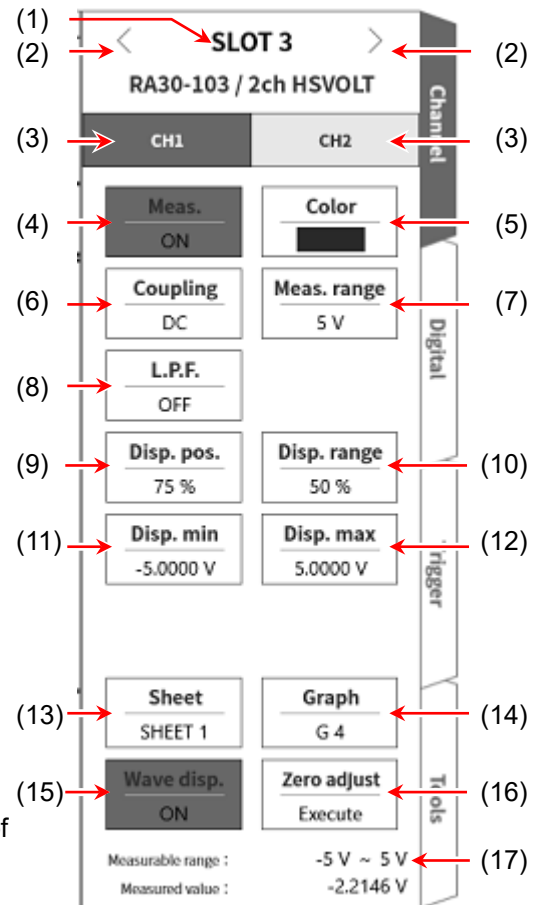 (1)
(2) < SLOT 3 > (2)
RA30-103 / 2ch HSVOLT
Channel
(3) CH1 CH2 (3)
(4) Meas. ON Color (5)
(6) Coupling DC Meas. range 5 V (7)
Digital
(8) L.P.F. OFF
(9) Disp. pos. 75 % Disp. range 50 % (10)
(11) Disp. min -5.0000 V Disp. max 5.0000 V (12)
Trigger
(13) Sheet SHEET 1 Graph G 4 (14)
(15) Wave disp. ON Zero adjust Execute (16)
Tools
f
Measurable range : -5 V ~ 5 V (17)
Measured value : -2.2146 V